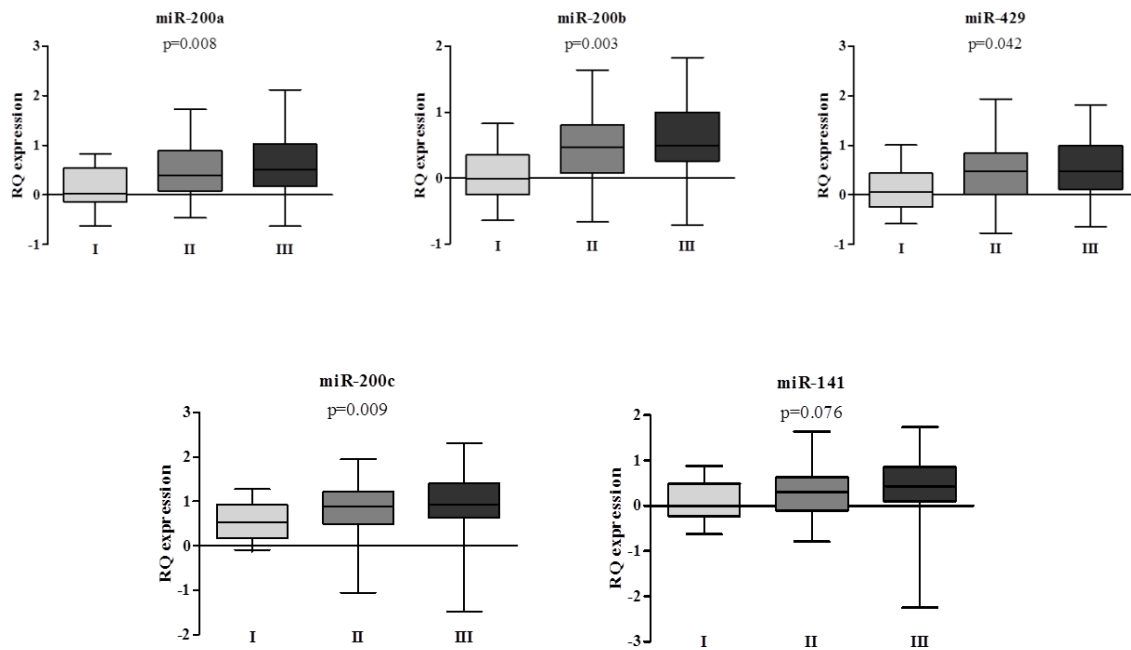 miR-200a
p=0.008
RQ expression
3
2
1
0
-1
I II III
miR-200b
p=0.003
RQ expression
2
1
0
-1
I II III
miR-429
p=0.042
RQ expression
3
2
1
0
-1
I II III
miR-200c
p=0.009
RQ expression
3
2
1
0
-1
-2
I II III
miR-141
p=0.076
RQ expression
2
1
0
-1
-2
-3
I II III